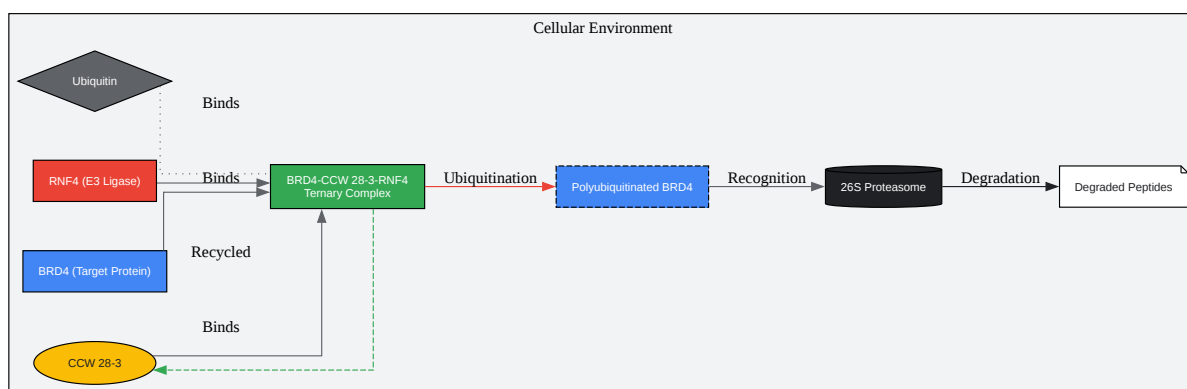 Cellular Environment
Ubiquitin
Binds
RNF4 (E3 Ligase)
Binds
BRD4-CCW 28-3-RNF4
Ternary Complex
Ubiquitination
Polyubiquitinated BRD4
Recognition
26S Proteasome
Degradation
Degraded Peptides
BRD4 (Target Protein)
Recycled
Binds
CCW 28-3